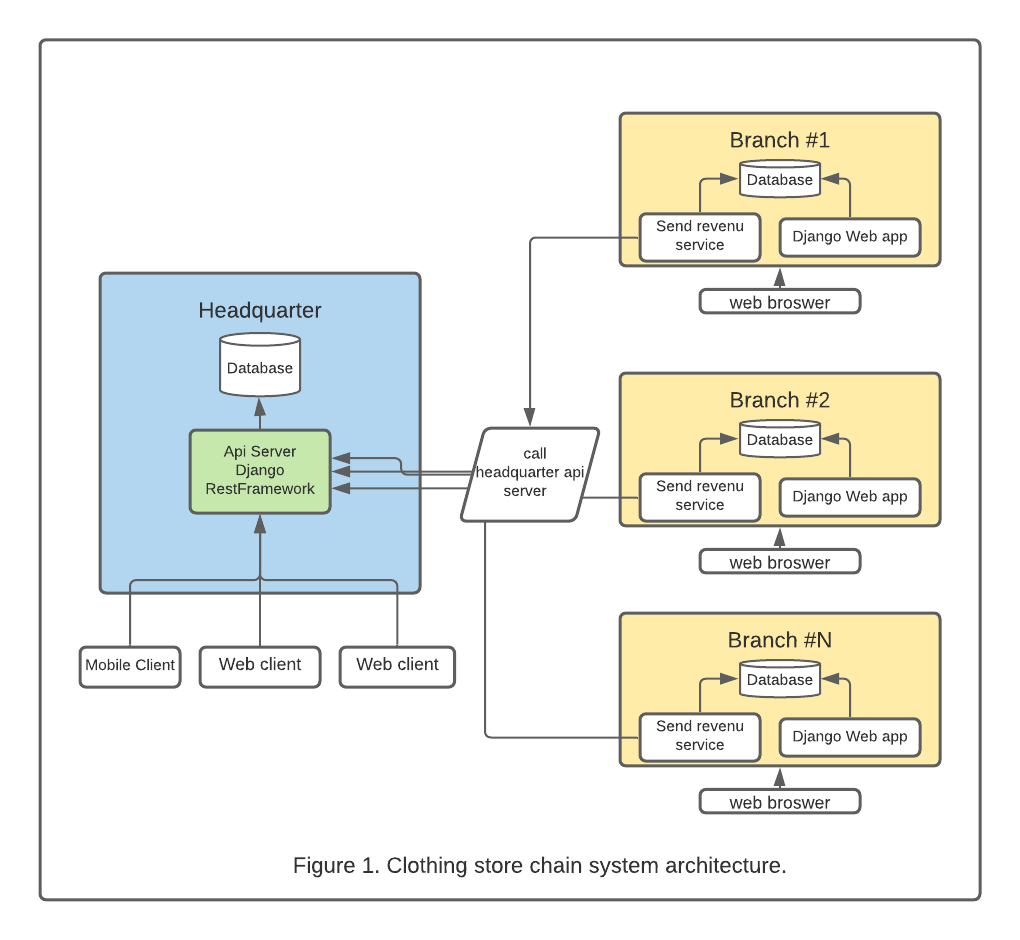 Branch #1
Database
Send revenu
service
Django Web app
web broswer
Headquarter
Database
Api Server
Django
RestFramework
call
headquarter api
server
Branch #2
Database
Send revenu
service
Django Web app
web broswer
Mobile Client
Web client
Web client
Branch #N
Database
Send revenu
service
Django Web app
web broswer
Figure 1. Clothing store chain system architecture.